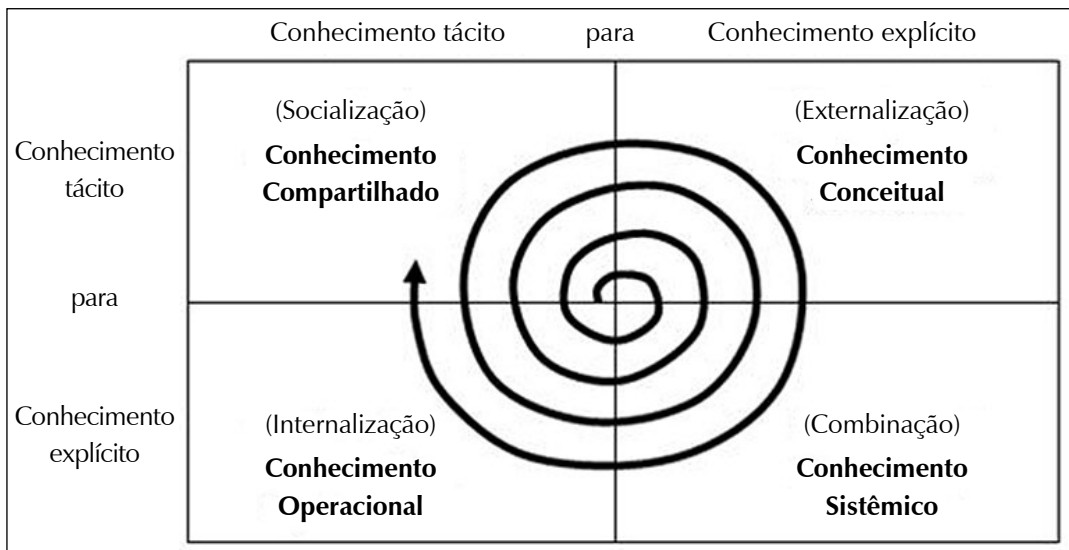 Conhecimento tácito para Conhecimento explícito
Conhecimento
tácito
para
Conhecimento
explícito
(Socialização)
Conhecimento
Compartilhado
(Externalização)
Conhecimento
Conceitual
(Internalização)
Conhecimento
Operacional
(Combinação)
Conhecimento
Sistêmico